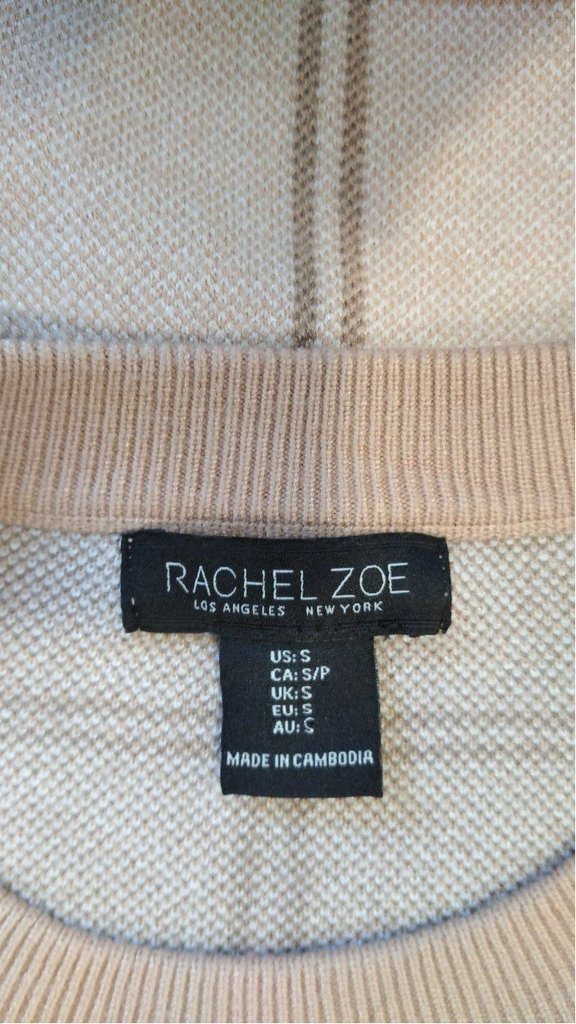 RACHEL ZOE
LOS ANGELES NEW YORK
US: S
CA: S/P
UK: S
EU: S
AU: S
MADE IN CAMBODIA